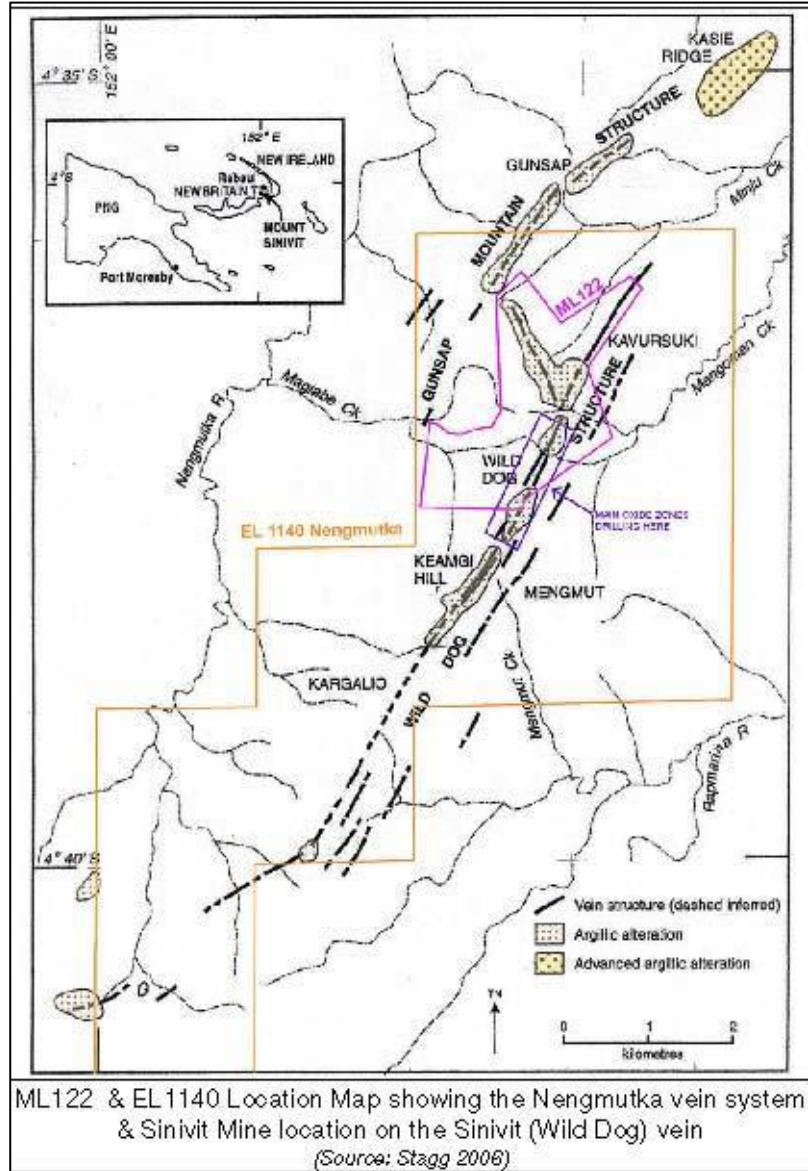 KASIE
RIDGE
4° 35' S
152° 00' E
STRUCTURE
GUNSAP
MOUNTAIN
GUNSAP
Minju Ck
152° E
NEW IRELAND
4°S
Rabaul
NEW BRITAIN
PNG
MOUNT
SINIVIT
Port Moresby
ML122
KAVURSUKI
Mangoman Ck
Magiabe Ck
Nengmutka R
STRUCTURE
WILD
DOG
MAIN OXIDE ZONES
DRILLING HERE
EL 1140 Nengmutka
KEAMGI
HILL
MENGMUT
DOG
KARGALIO
WILD
Mengmut Ck
4° 40' S
Vein structure (dashed inferred)
Argillic alteration
Advanced argillic alteration
0 1 2
kilometres
ML122 & EL1140 Location Map showing the Nengmutka vein system
& Sinivit Mine location on the Sinivit (Wild Dog) vein
(Source: Stagg 2006)